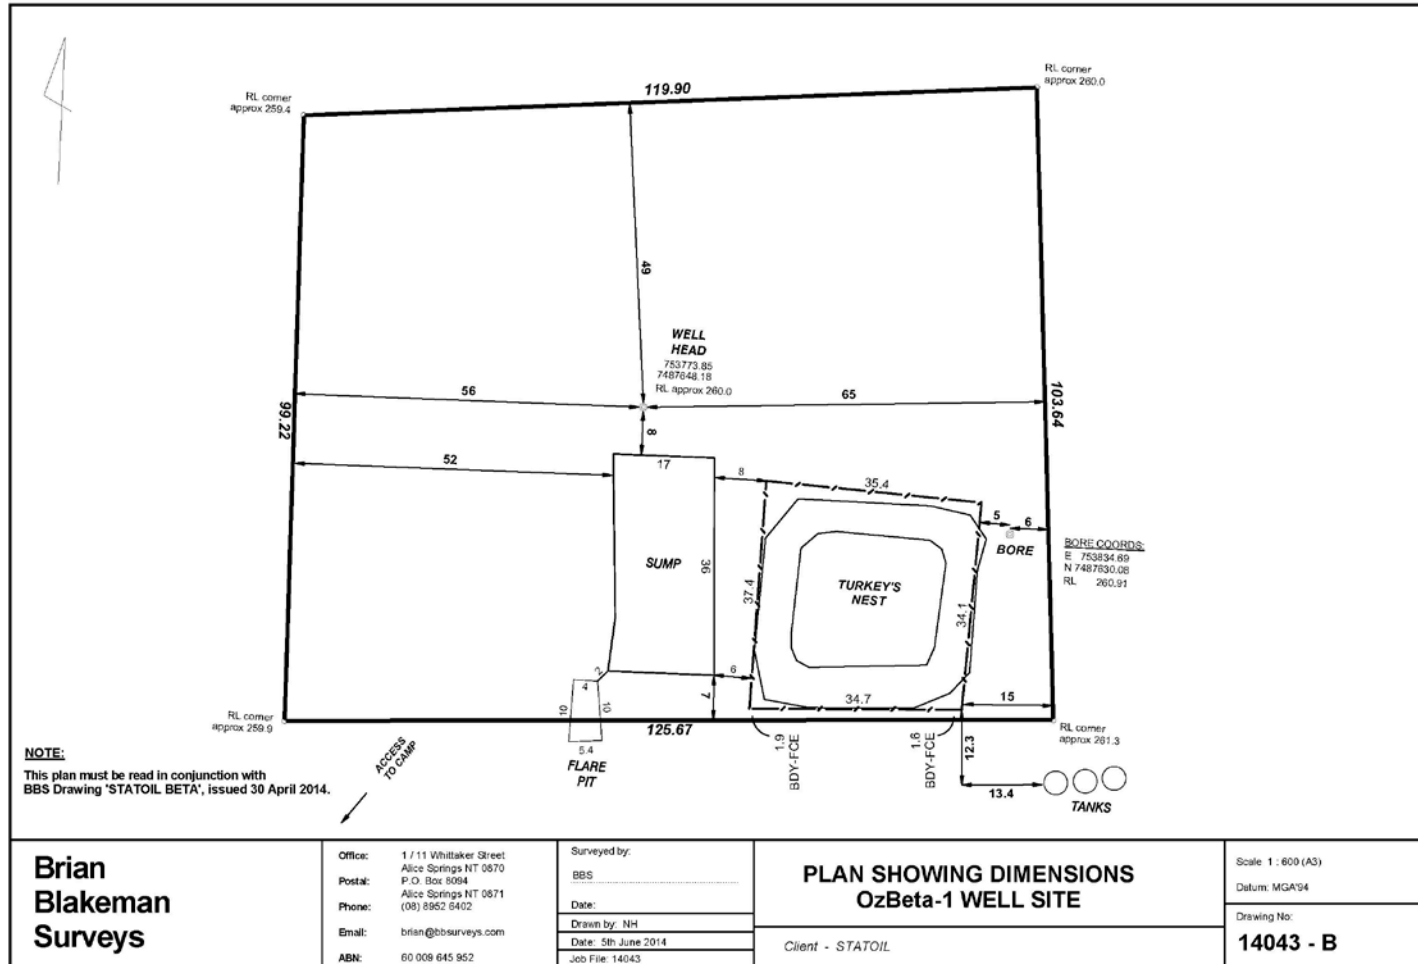 RL corner
approx 259.4
119.90
RL corner
approx 260.0
49
WELL
HEAD
753773.85
7487648.18
RL approx 260.0
56
65
99.22
103.64
8
52
17
8
35.4
5
6
BORE
BORE COORDS:
E 753834.69
N 7487630.08
RL 260.91
SUMP
36
37.4
TURKEY'S
NEST
34.1
2
4
6
7
10
10
34.7
15
RL corner
approx 259.9
125.67
RL corner
approx 261.3
5.4
FLARE
PIT
1.9
BDY-FCE
1.6
BDY-FCE
12.3
13.4
TANKS
ACCESS
TO CAMP
NOTE:
This plan must be read in conjunction with
BBS Drawing 'STATOIL BETA', issued 30 April 2014.
Brian
Blakeman
Surveys
Office: 1 / 11 Whittaker Street
Alice Springs NT 0870
Postal: P.O. Box 8094
Alice Springs NT 0871
Phone: (08) 8952 6402
Email: brian@bbsurveys.com
ABN: 60 009 645 952
Surveyed by:
BBS
Date:
Drawn by: NH
Date: 5th June 2014
Job File: 14043
PLAN SHOWING DIMENSIONS
OzBeta-1 WELL SITE
Client - STATOIL
Scale 1 : 600 (A3)
Datum: MGA'94
Drawing No:
14043 - B